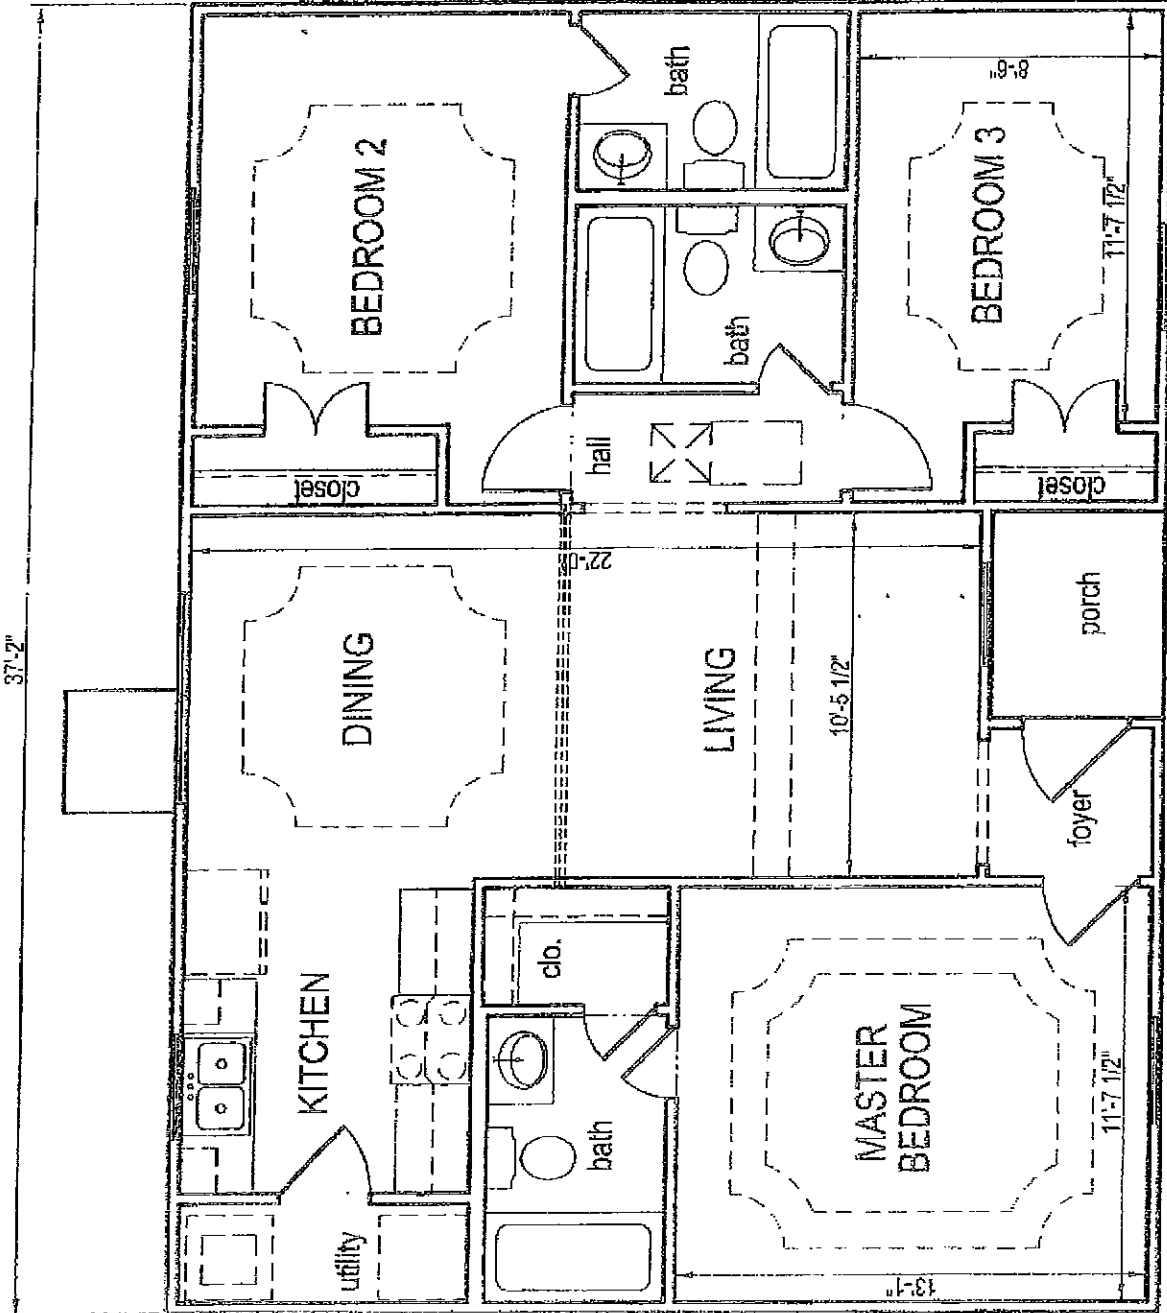 37'-2"
BEDROOM 2
bath
8'-6"
BEDROOM 3
11'-7 1/2"
bath
closet
hall
closet
DINING
22'-0
LIVING
10'-5 1/2"
porch
foyer
KITCHEN
clo.
bath
MASTER
BEDROOM
11'-7 1/2"
utility
13'-1"